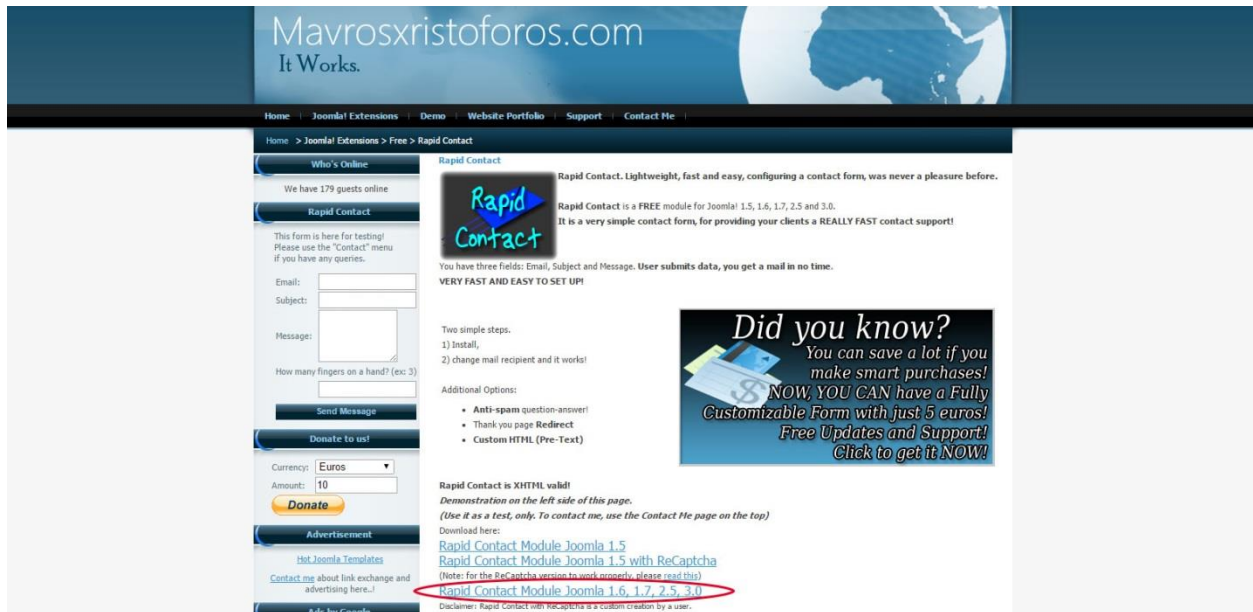 Mavrosxristoforos.com
It Works.
Home | Joomla! Extensions | Demo | Website Portfolio | Support | Contact Me |
Home > Joomla! Extensions > Free > Rapid Contact
Who's Online
We have 179 guests online
Rapid Contact
This form is here for testing!
Please use the "Contact" menu
if you have any queries.
Email:
Subject:
Message:
How many fingers on a hand? (ex: 3)
Send Message
Donate to us!
Currency: Euros
Amount: 10
Donate
Advertisement
Hot Joomla Templates
Contact me about link exchange and
advertising here..!
Ads by Google
Rapid Contact
Rapid
Contact
Rapid Contact. Lightweight, fast and easy, configuring a contact form, was never a pleasure before.
Rapid Contact is a FREE module for Joomla! 1.5, 1.6, 1.7, 2.5 and 3.0.
It is a very simple contact form, for providing your clients a REALLY FAST contact support!
You have three fields: Email, Subject and Message. User submits data, you get a mail in no time.
VERY FAST AND EASY TO SET UP!
Two simple steps.
1) Install,
2) change mail recipient and it works!
Additional Options:
• Anti-spam question-answer!
• Thank you page Redirect
• Custom HTML (Pre-Text)
Did you know?
You can save a lot if you
make smart purchases!
NOW, YOU CAN have a Fully
Customizable Form with just 5 euros!
Free Updates and Support!
Click to get it NOW!
Rapid Contact is XHTML valid!
Demonstration on the left side of this page.
(Use it as a test, only. To contact me, use the Contact Me page on the top)
Download here:
Rapid Contact Module Joomla 1.5
Rapid Contact Module Joomla 1.5 with ReCaptcha
(Note: for the ReCaptcha version to work properly, please read this)
Rapid Contact Module Joomla 1.6, 1.7, 2.5, 3.0
Disclaimer: Rapid Contact with ReCaptcha is a custom creation by a user.